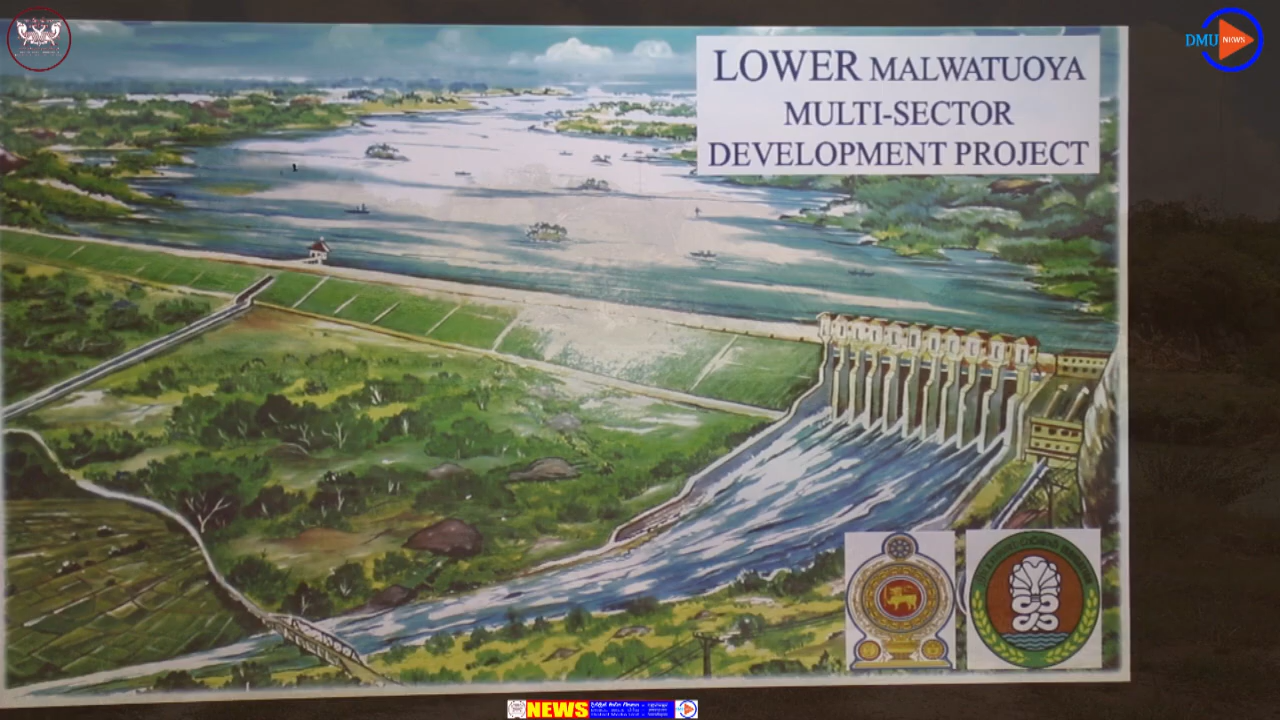 DMU NEWS
LOWER MALWATUOYA
MULTI-SECTOR
DEVELOPMENT PROJECT
NEWS